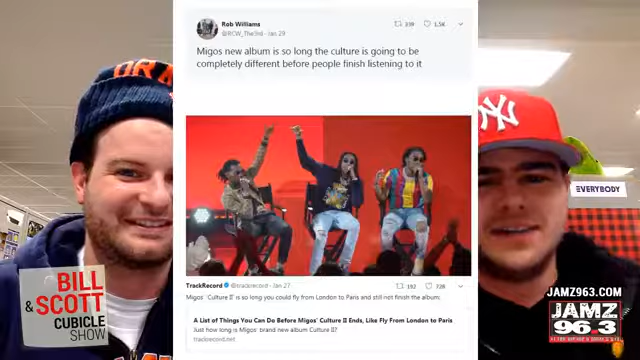 Rob Williams
@RCW_The3rd · Jan 29
339
1.5K
Migos new album is so long the culture is going to be
completely different before people finish listening to it
NY
EVERYBODY
TrackRecord @trackrecord · Jan 27
192
728
Migos 'Culture II' is so long you could fly from London to Paris and still not finish the album:
A List of Things You Can Do Before Migos' Culture II Ends, Like Fly From London to Paris
Just how long is Migos' brand new album Culture II?
trackrecord.net
BILL
& SCOTT
CUBICLE
SHOW
JAMZ963.COM
JAMZ
96.3